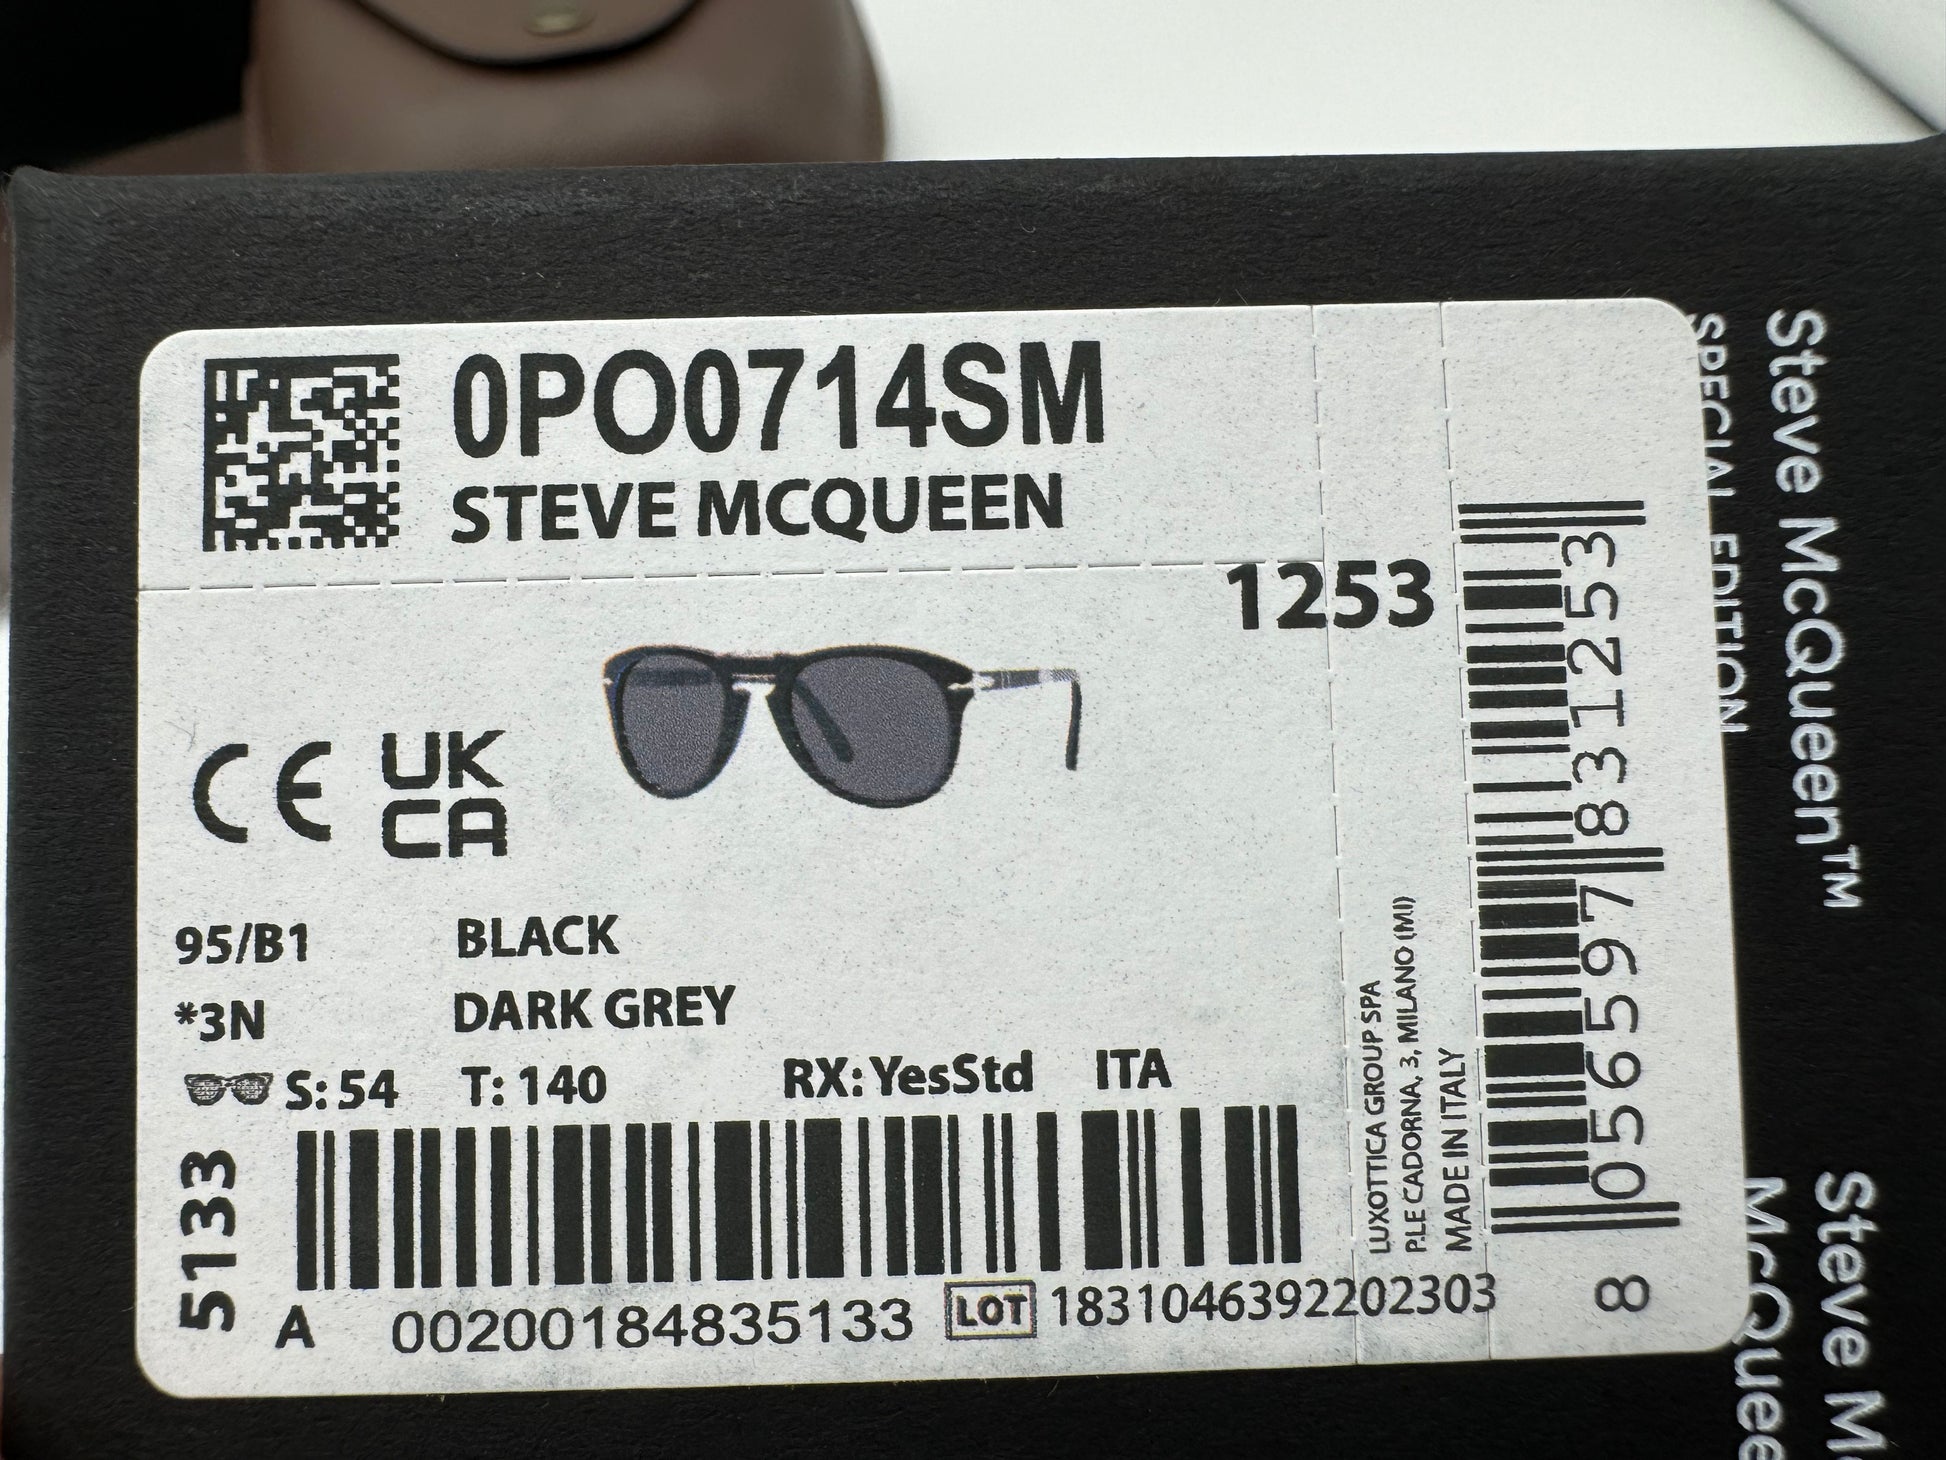 0PO0714SM
STEVE MCQUEEN
1253
CE
UK
CA
95/B1 BLACK
*3N DARK GREY
S: 54 T: 140 RX: YesStd ITA
5133
A 00200184835133 LOT 1831046392202303
LUXOTTICA GROUP SPA
P.LE CADORNA, 3, MILANO (MI)
MADE IN ITALY
8 056597 831253
Steve McQueen™
SPECIAL EDITION
Steve M
McQuee